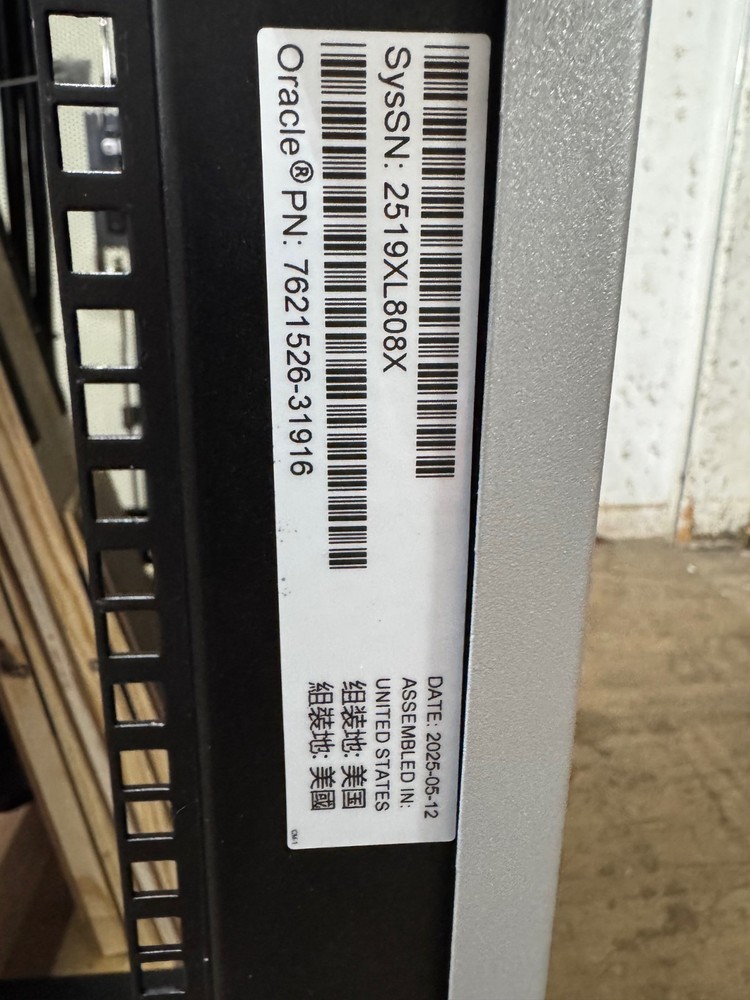 SysSN: 2519XL808X
Oracle® PN: 7621526-31916
DATE: 2025-05-12
ASSEMBLED IN:
UNITED STATES
组装地: 美国
組裝地: 美國